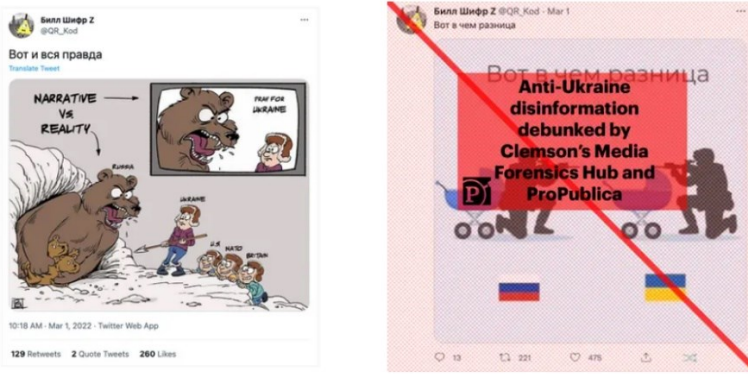 Билл Шифр Z
@QR_Kod
Вот и вся правда
Translate Tweet
NARRATIVE
VS
REALITY
PRAY FOR
UKRAINE
RUSSIA
UKRAINE
U.S
NATO
BRITAIN
10:18 AM · Mar 1, 2022 · Twitter Web App
129 Retweets 2 Quote Tweets 260 Likes
Билл Шифр Z @QR_Kod · Mar 1
Вот в чем разница
Вот в чем разница
Anti-Ukraine
disinformation
debunked by
Clemson's Media
Forensics Hub and
ProPublica
P
13 221 475